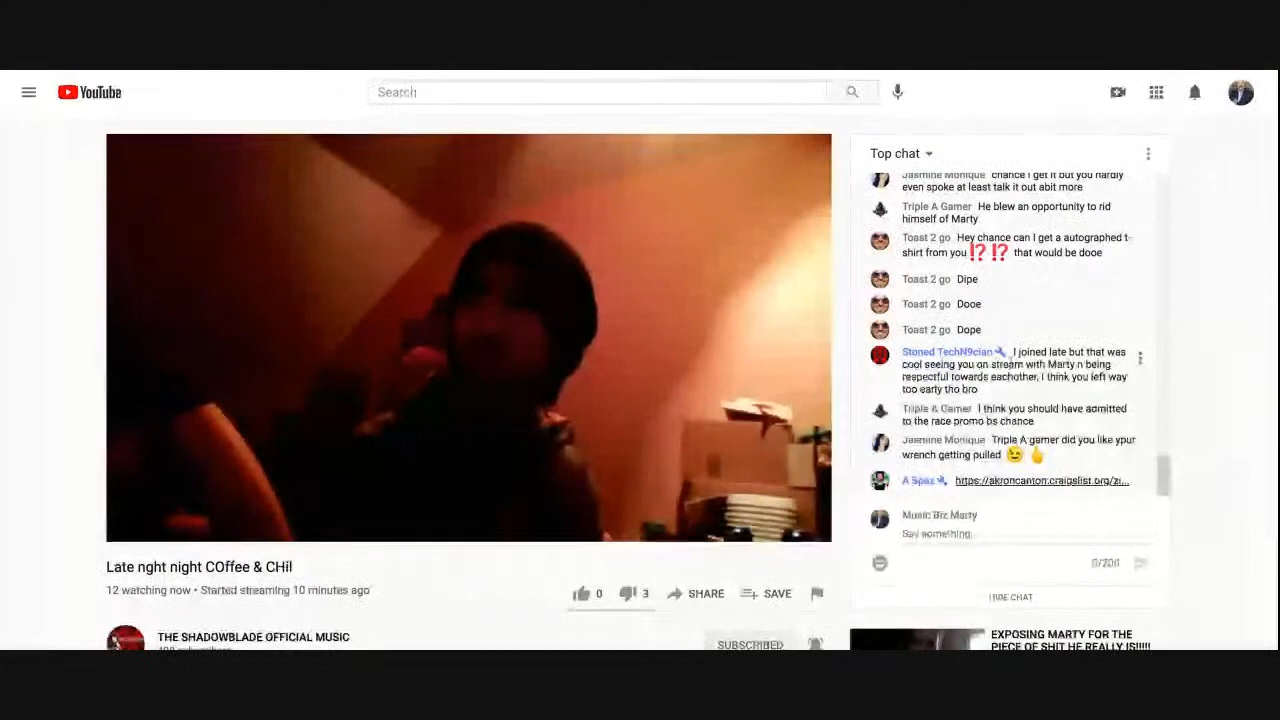 YouTube
Search
Top chat
Jasmine Monique chance I get it but you hardly
even spoke at least talk it out abit more
Triple A Gamer He blew an opportunity to rid
himself of Marty
Toast 2 go Hey chance can I get a autographed t-
shirt from you⁉️⁉️ that would be dooe
Toast 2 go Dipe
Toast 2 go Dooe
Toast 2 go Dope
Stoned TechN9cian I joined late but that was
cool seeing you on stream with Marty n being
respectful towards eachother, I think you left way
too early tho bro
Triple A Gamer I think you should have admitted
to the race promo bs chance
Jasmine Monique Triple A gamer did you like ypur
wrench getting pulled 😉👆
A Spaz https://akroncanton.craigslist.org/zi...
Music Biz Marty
Say something
0/200
HIDE CHAT
Late nght night COffee & CHil
12 watching now • Started streaming 10 minutes ago
0
3
SHARE
SAVE
THE SHADOWBLADE OFFICIAL MUSIC
SUBSCRIBED
EXPOSING MARTY FOR THE
PIECE OF SHIT HE REALLY IS!!!!!